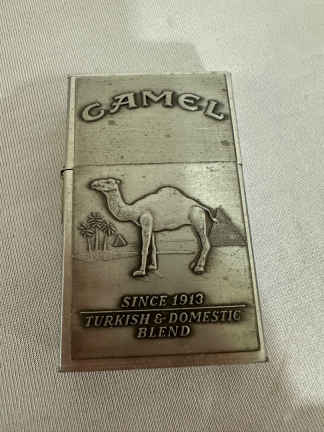 CAMEL
SINCE 1913
TURKISH & DOMESTIC
BLEND